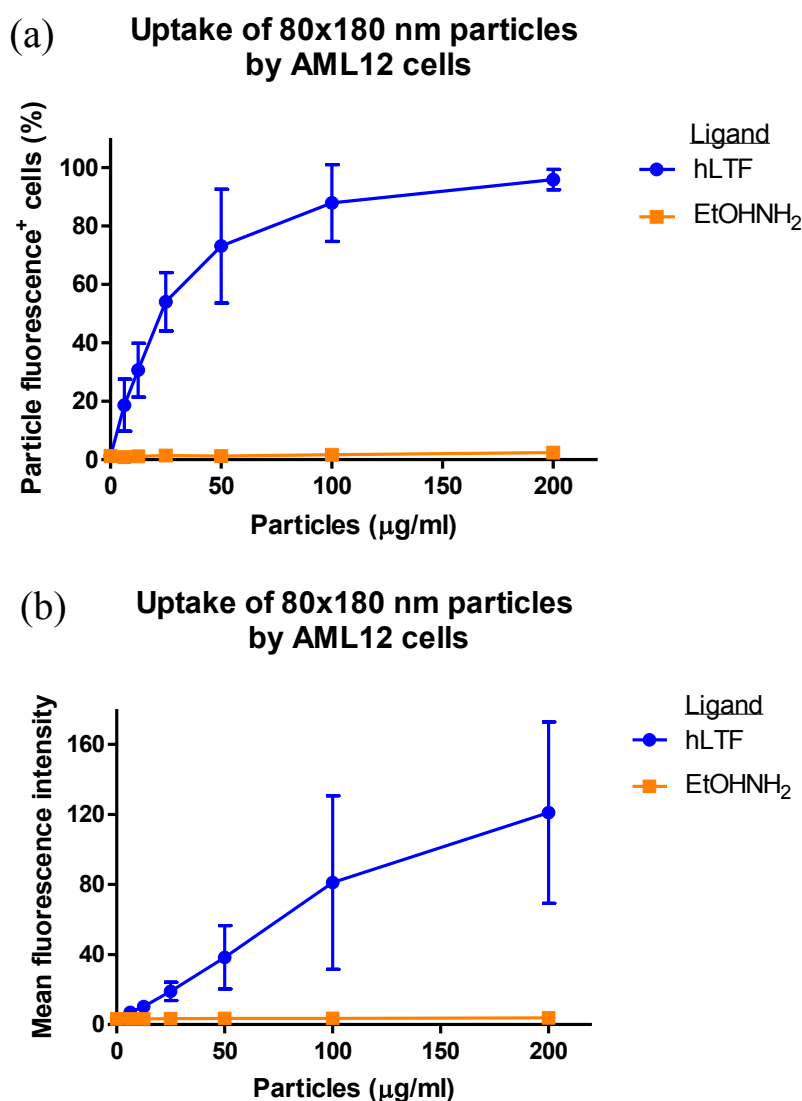 (a)
Uptake of 80x180 nm particles
by AML12 cells
Particle fluorescence⁺ cells (%)
100
80
60
40
20
0
0 50 100 150 200
Particles (µg/ml)
Ligand
hLTF
EtOHNH₂
(b)
Uptake of 80x180 nm particles
by AML12 cells
Mean fluorescence intensity
160
120
80
40
0
0 50 100 150 200
Particles (µg/ml)
Ligand
hLTF
EtOHNH₂